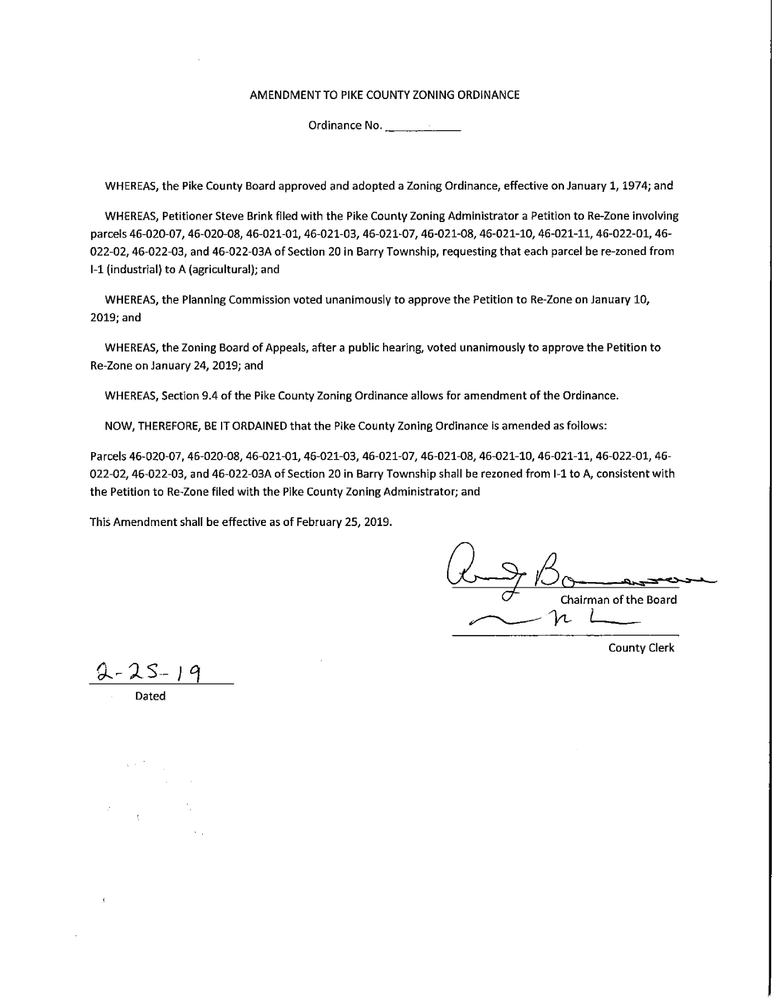 AMENDMENT TO PIKE COUNTY ZONING ORDINANCE
Ordinance No.
WHEREAS, the Pike County Board approved and adopted a Zoning Ordinance, effective on January 1, 1974; and
WHEREAS, Petitioner Steve Brink filed with the Pike County Zoning Administrator a Petition to Re-Zone involving
parcels 46-020-07, 46-020-08, 46-021-01, 46-021-03, 46-021-07, 46-021-08, 46-021-10, 46-021-11, 46-022-01, 46-
022-02, 46-022-03, and 46-022-03A of Section 20 in Barry Township, requesting that each parcel be re-zoned from
I-1 (industrial) to A (agricultural); and
WHEREAS, the Planning Commission voted unanimously to approve the Petition to Re-Zone on January 10,
2019; and
WHEREAS, the Zoning Board of Appeals, after a public hearing, voted unanimously to approve the Petition to
Re-Zone on January 24, 2019; and
WHEREAS, Section 9.4 of the Pike County Zoning Ordinance allows for amendment of the Ordinance.
NOW, THEREFORE, BE IT ORDAINED that the Pike County Zoning Ordinance is amended as follows:
Parcels 46-020-07, 46-020-08, 46-021-01, 46-021-03, 46-021-07, 46-021-08, 46-021-10, 46-021-11, 46-022-01, 46-
022-02, 46-022-03, and 46-022-03A of Section 20 in Barry Township shall be rezoned from I-1 to A, consistent with
the Petition to Re-Zone filed with the Pike County Zoning Administrator; and
This Amendment shall be effective as of February 25, 2019.
Andy
Chairman of the Board
County Clerk
2-25-19
Dated